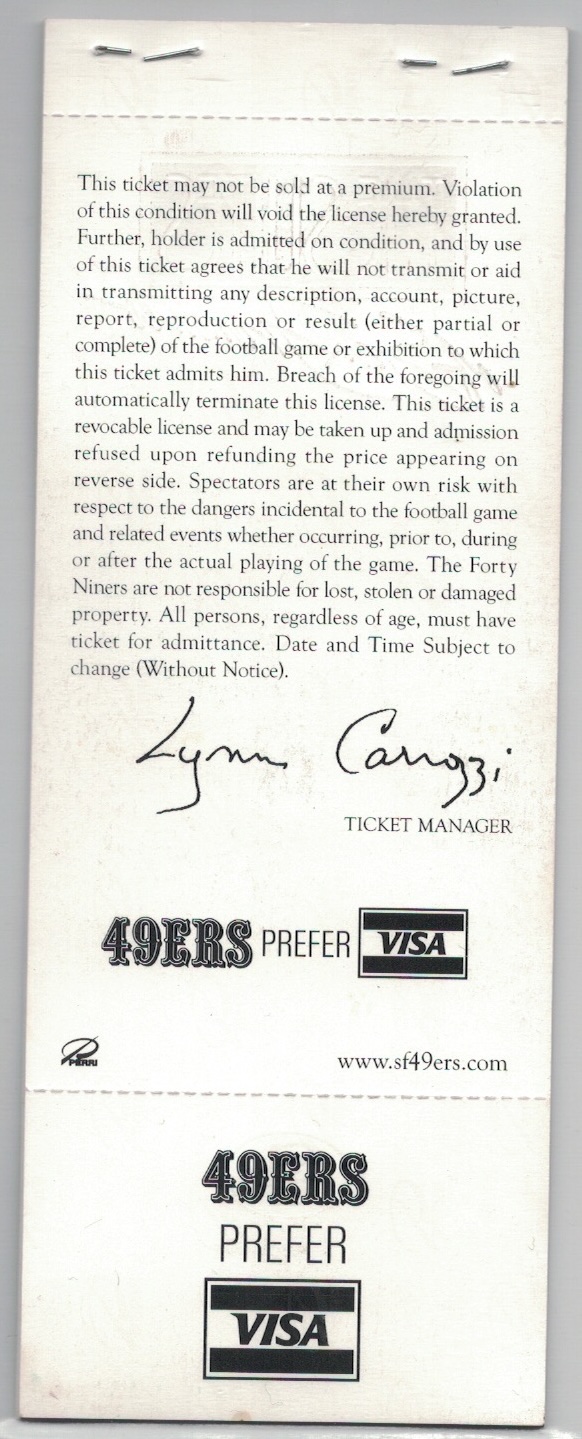 This ticket may not be sold at a premium. Violation
of this condition will void the license hereby granted.
Further, holder is admitted on condition, and by use
of this ticket agrees that he will not transmit or aid
in transmitting any description, account, picture,
report, reproduction or result (either partial or
complete) of the football game or exhibition to which
this ticket admits him. Breach of the foregoing will
automatically terminate this license. This ticket is a
revocable license and may be taken up and admission
refused upon refunding the price appearing on
reverse side. Spectators are at their own risk with
respect to the dangers incidental to the football game
and related events whether occurring, prior to, during
or after the actual playing of the game. The Forty
Niners are not responsible for lost, stolen or damaged
property. All persons, regardless of age, must have
ticket for admittance. Date and Time Subject to
change (Without Notice).
Lynn Carrozzi
TICKET MANAGER
49ERS PREFER VISA
PERRI
www.sf49ers.com
49ERS
PREFER
VISA